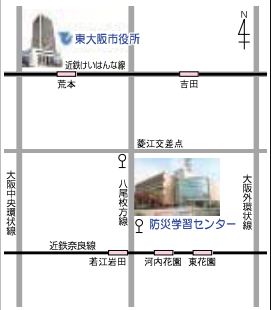 N
東大阪市役所
近鉄けいはんな線
荒本
吉田
菱江交差点
大阪中央環状線
八尾枚方線
大阪外環状線
防災学習センター
近鉄奈良線
若江岩田
河内花園
東花園